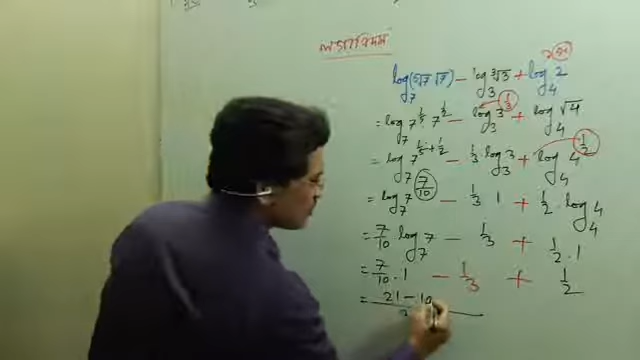 লগারিদম
log₇(⁵√7 √7) − log₃ ³√3 + log₄ 2
= log₇ 7^(1/5) · 7^(1/2) − log₃ 3^(1/3) + log₄ √4
= log₇ 7^(1/5 + 1/2) − 1/3 log₃ 3 + log₄ 4^(1/2)
= log₇ 7^(7/10) − 1/3 · 1 + 1/2 · log₄ 4
= 7/10 log₇ 7 − 1/3 + 1/2 · 1
= 7/10 · 1 − 1/3 + 1/2
= 21 − 10